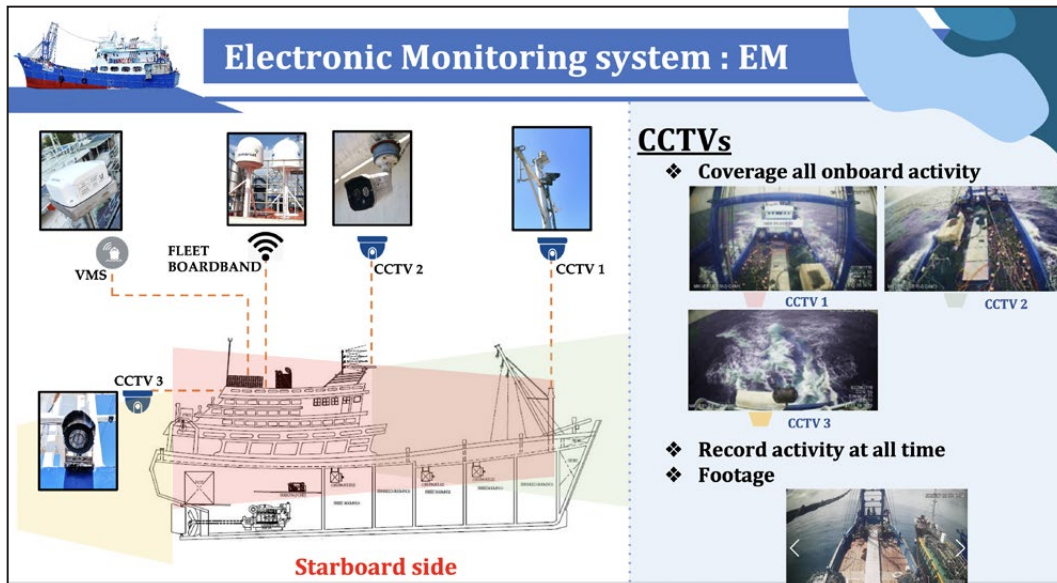 Electronic Monitoring system : EM
VMS
FLEET
BOARDBAND
CCTV 2
CCTV 1
CCTV 3
Starboard side
CCTVs
❖ Coverage all onboard activity
CCTV 1
CCTV 2
CCTV 3
❖ Record activity at all time
❖ Footage